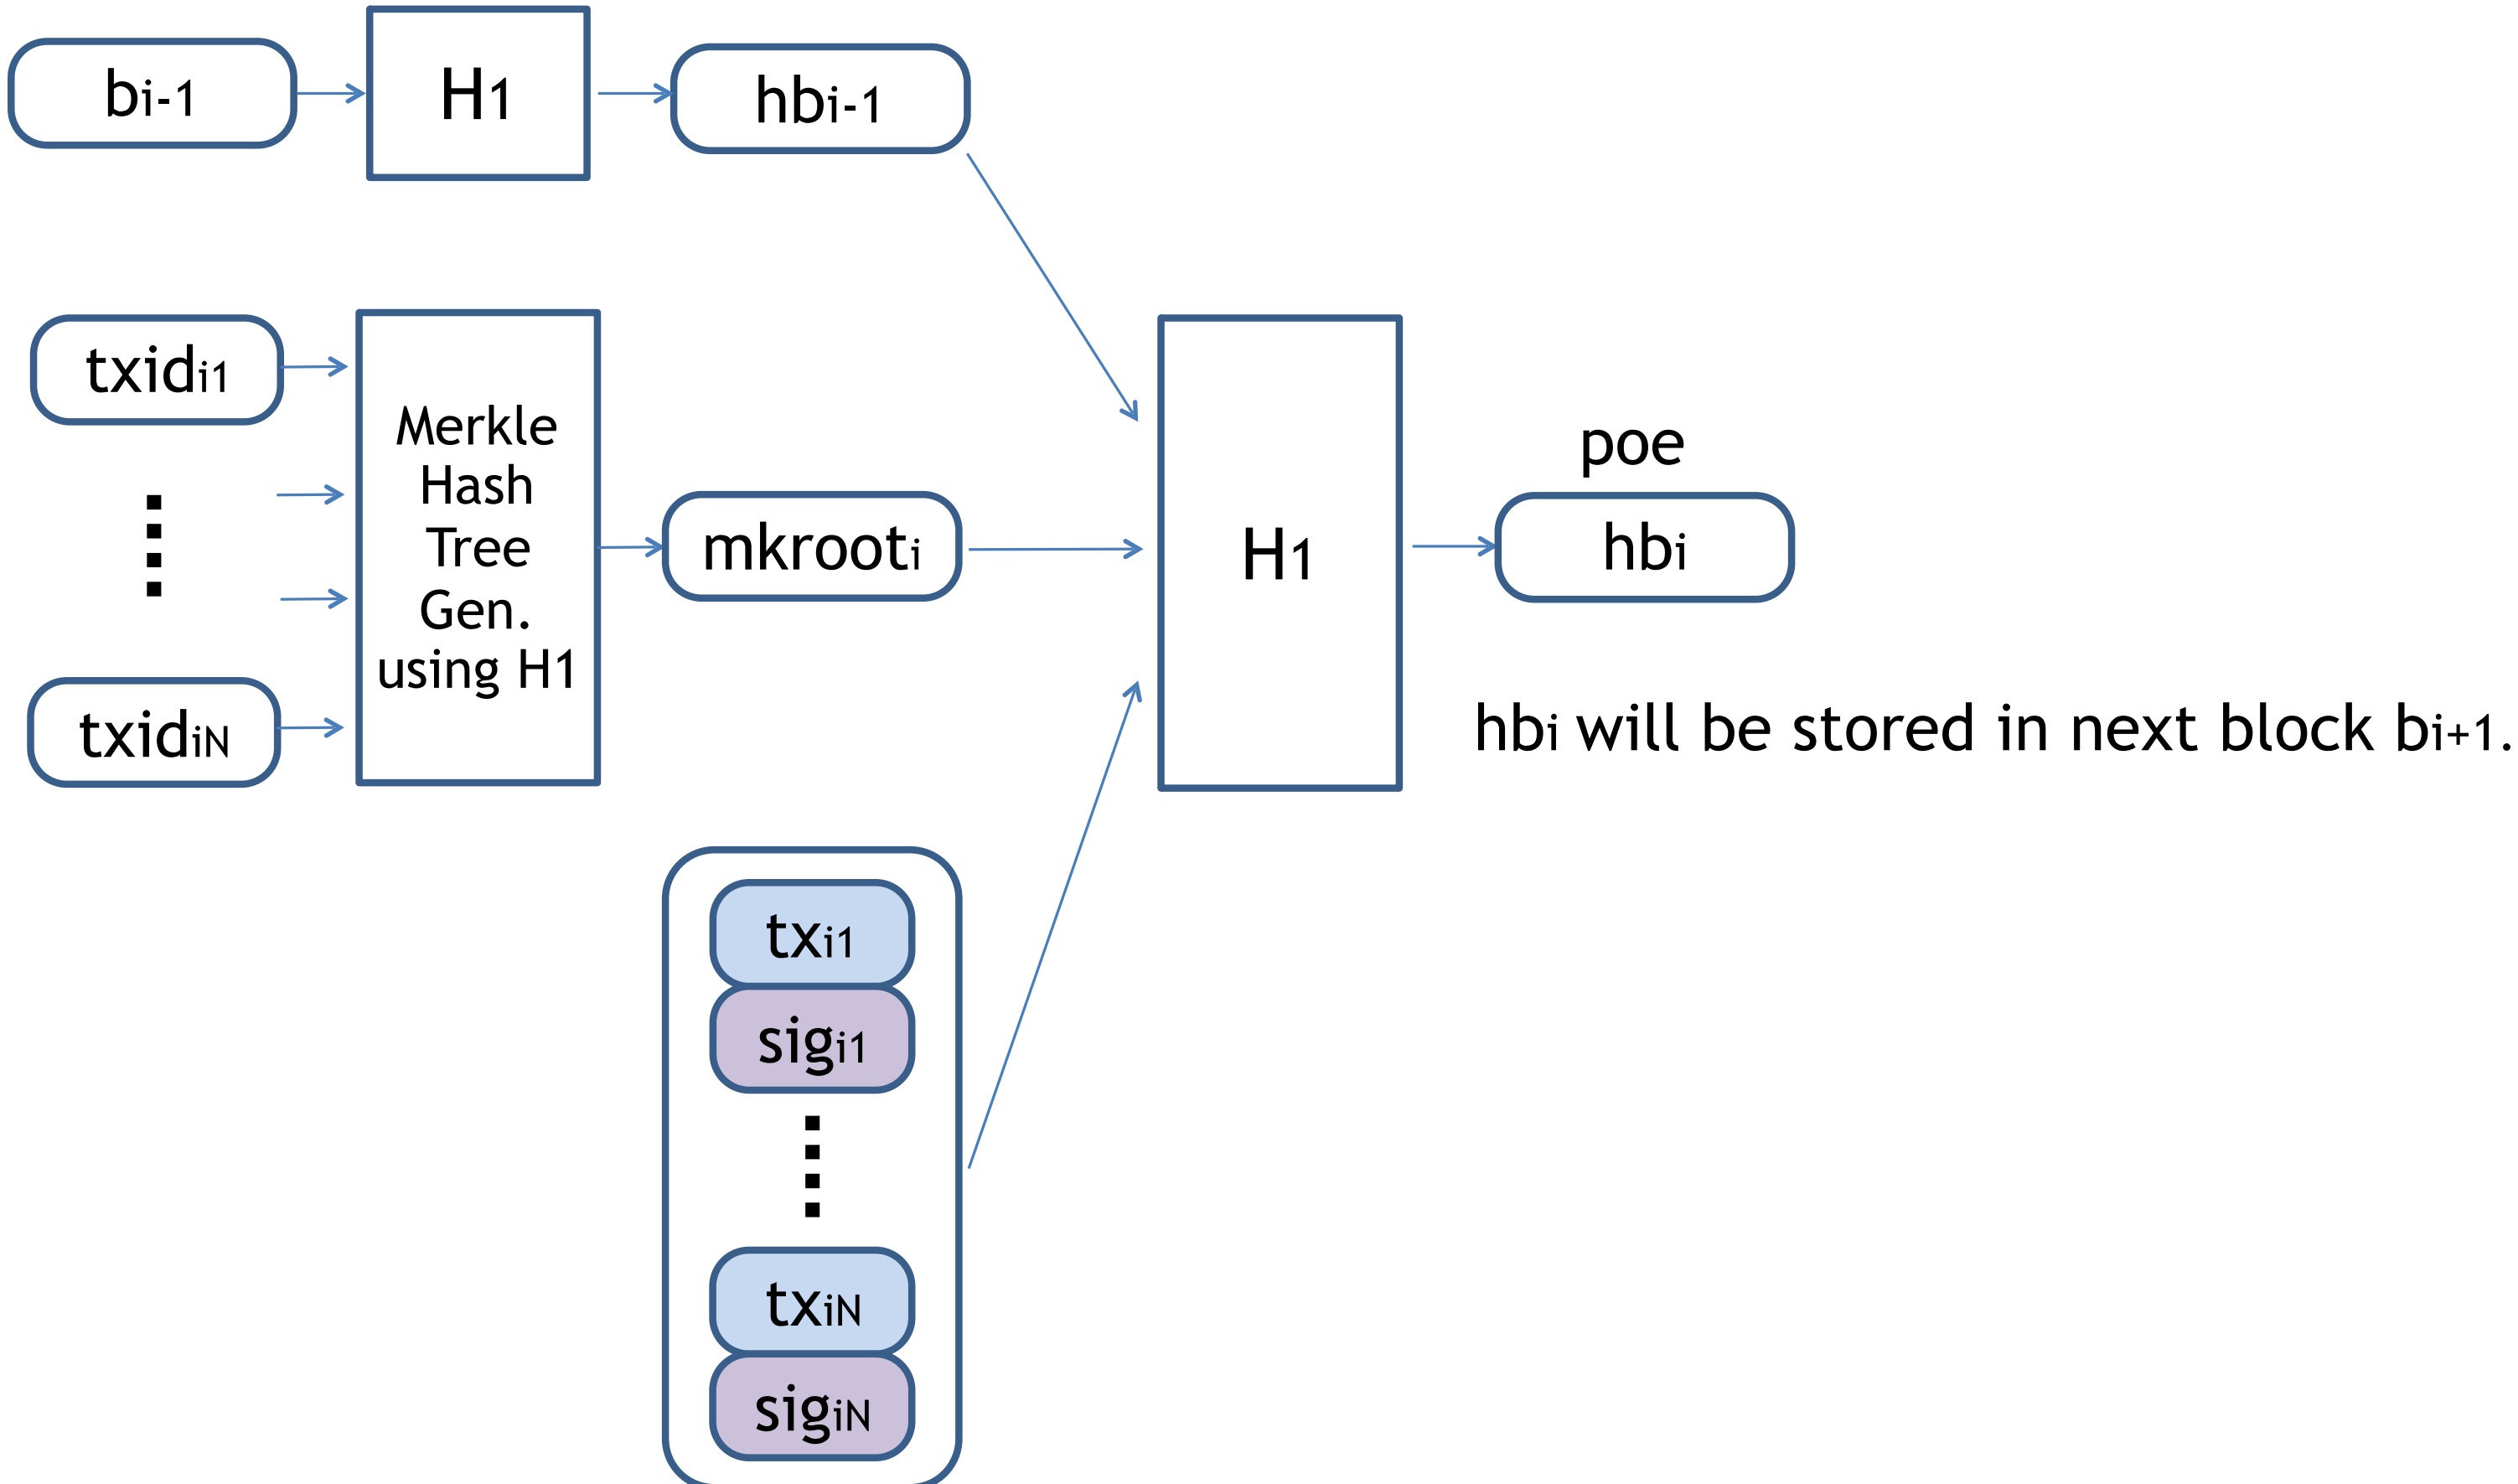 bi-1
H1
hbi-1
txidi1
txidiN
Merkle
Hash
Tree
Gen.
using H1
mkrooti
H1
poe
hbi
hbi will be stored in next block bi+1.
txi1
sigi1
txiN
sigiN